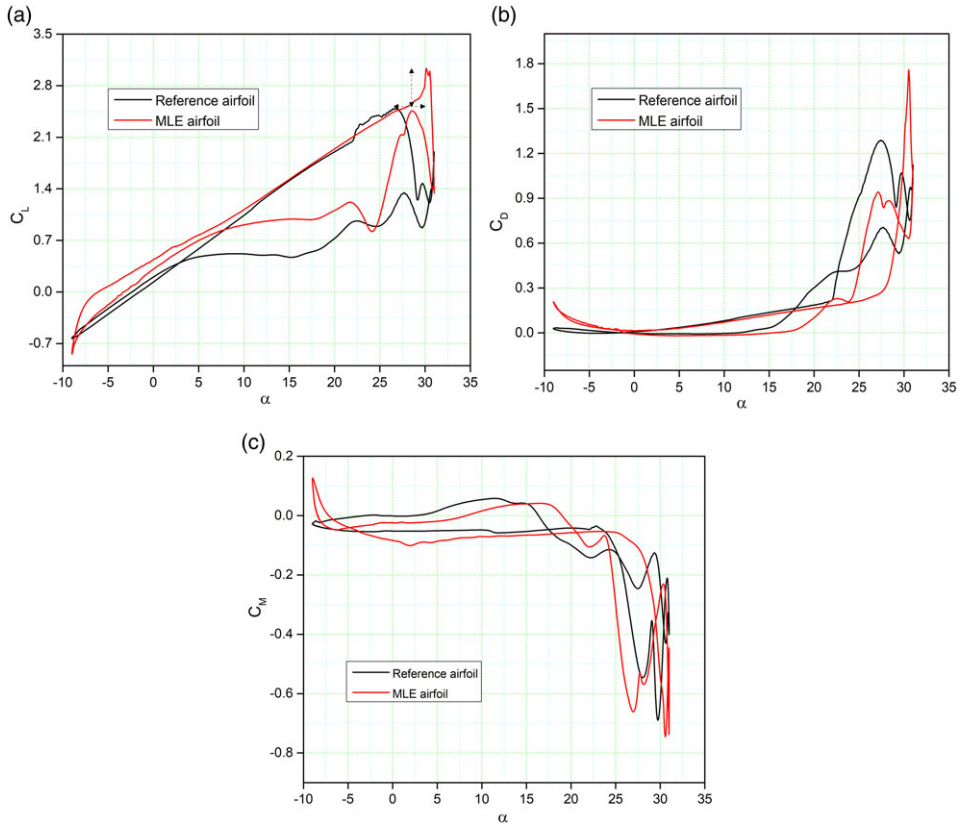 (a)
3.5
2.8
2.1
1.4
0.7
0.0
-0.7
C_L
Reference airfoil
MLE airfoil
-10 -5 0 5 10 15 20 25 30 35
α
(b)
1.8
1.5
1.2
0.9
0.6
0.3
0.0
C_D
Reference airfoil
MLE airfoil
-10 -5 0 5 10 15 20 25 30 35
α
(c)
0.2
0.0
-0.2
-0.4
-0.6
-0.8
C_M
Reference airfoil
MLE airfoil
-10 -5 0 5 10 15 20 25 30 35
α